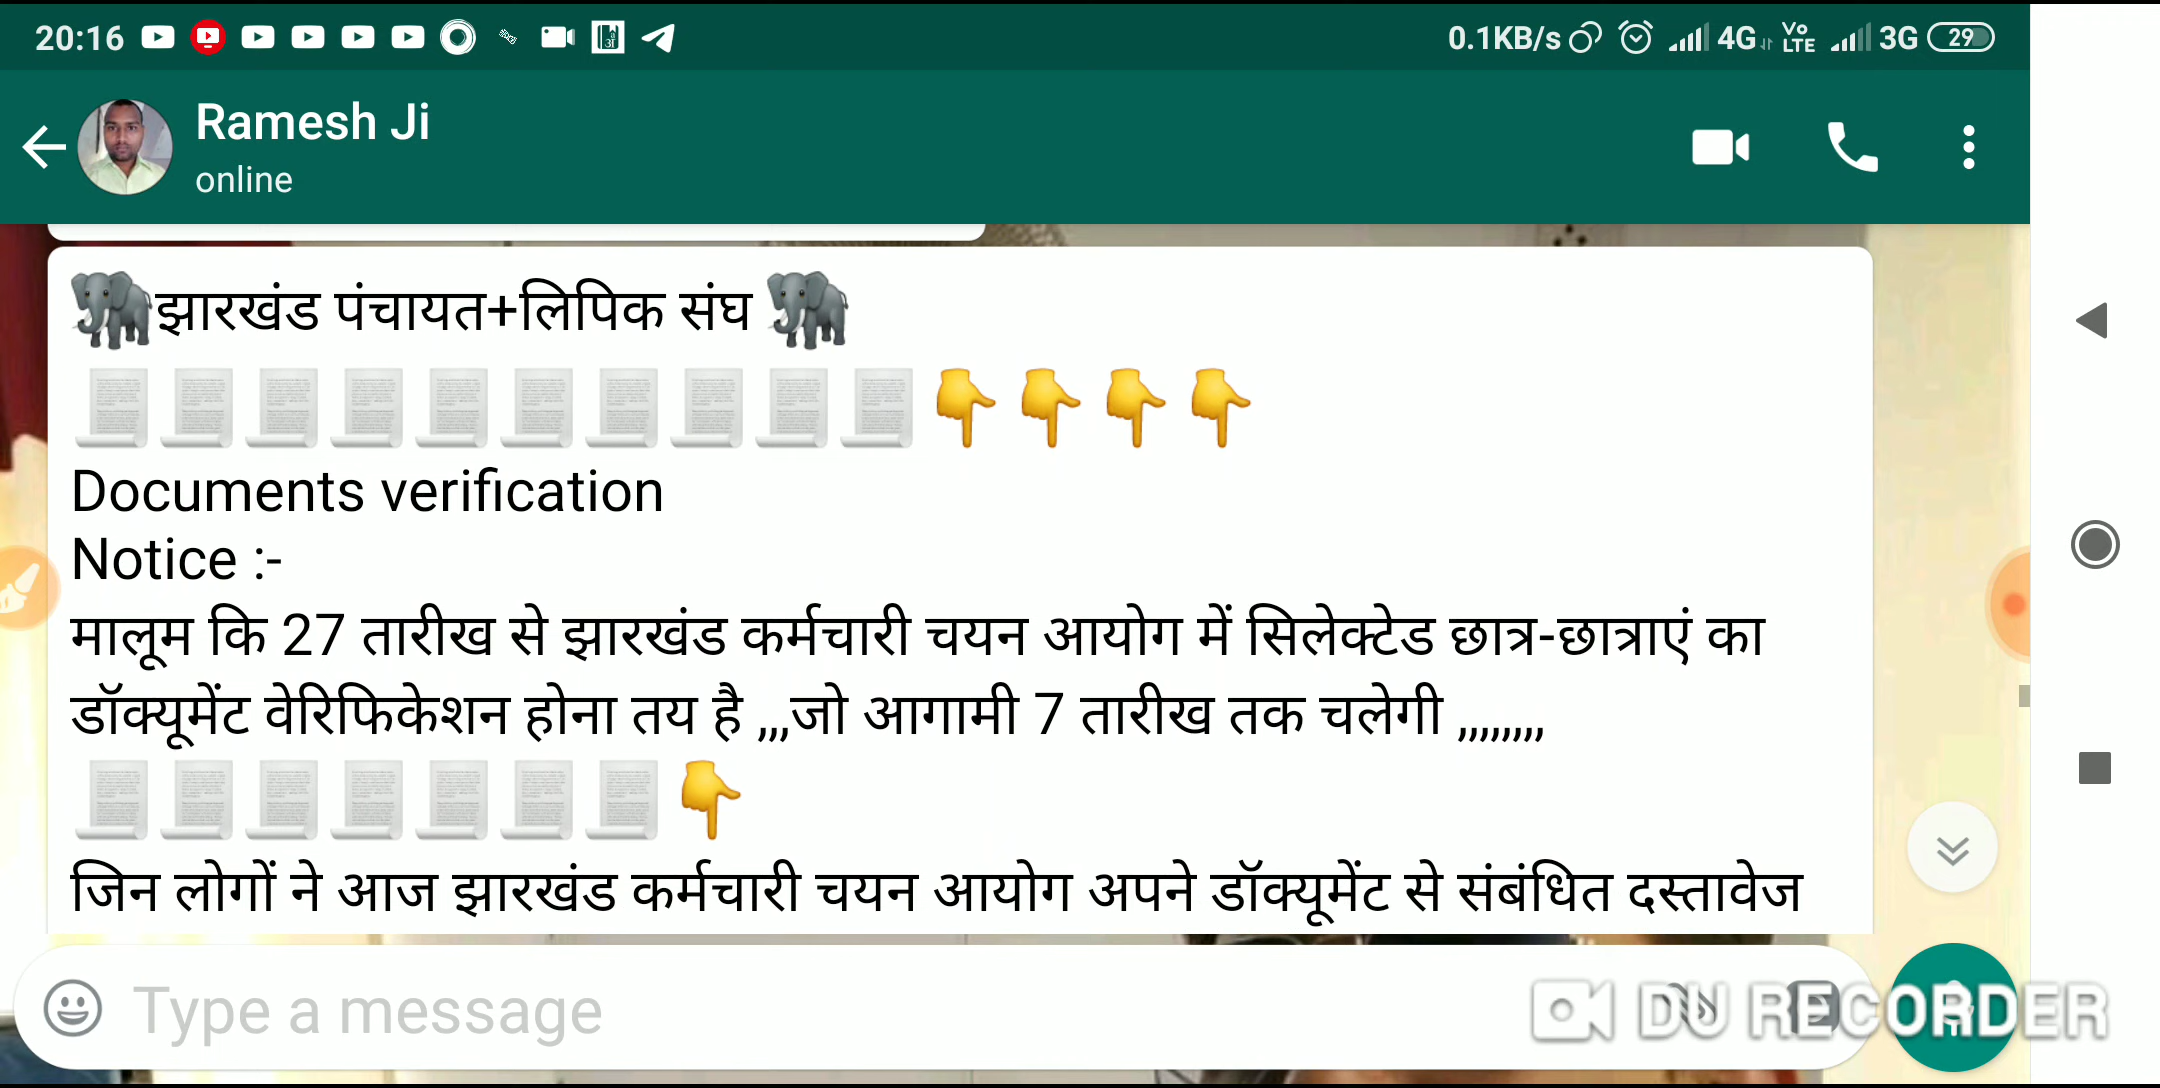 20:16 0.1KB/s 4G Vo LTE 3G 29
Ramesh Ji
online
🐘झारखंड पंचायत+लिपिक संघ 🐘
📃📃📃📃📃📃📃📃📃📃👇👇👇👇
Documents verification
Notice :-
मालूम कि 27 तारीख से झारखंड कर्मचारी चयन आयोग में सिलेक्टेड छात्र-छात्राएं का
डॉक्यूमेंट वेरिफिकेशन होना तय है ,,,जो आगामी 7 तारीख तक चलेगी ,,,,,,,,
📃📃📃📃📃📃📃👇
जिन लोगों ने आज झारखंड कर्मचारी चयन आयोग अपने डॉक्यूमेंट से संबंधित दस्तावेज
Type a message
DU RECORDER